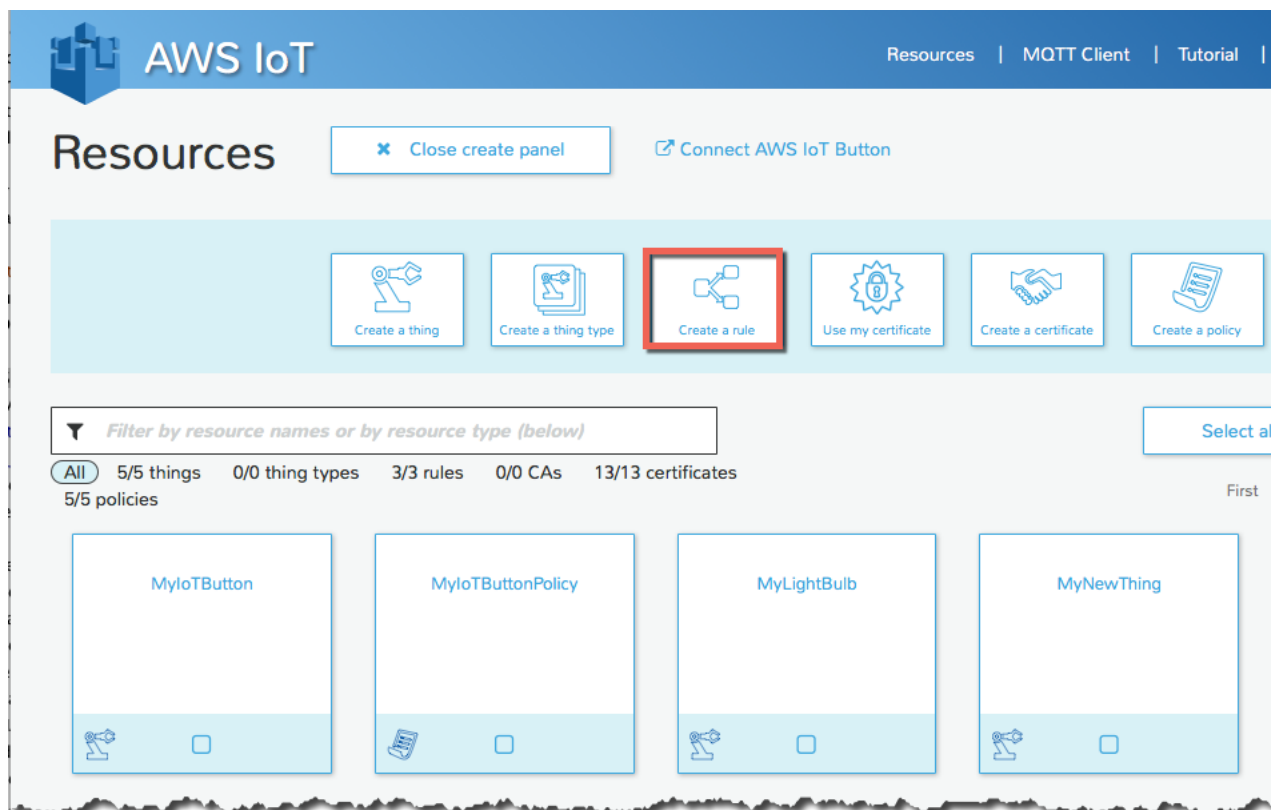 AWS IoT
Resources | MQTT Client | Tutorial |
Resources
Close create panel
Connect AWS IoT Button
Create a thing
Create a thing type
Create a rule
Use my certificate
Create a certificate
Create a policy
Filter by resource names or by resource type (below)
Select al
All 5/5 things 0/0 thing types 3/3 rules 0/0 CAs 13/13 certificates
5/5 policies
First
MyIoTButton
MyIoTButtonPolicy
MyLightBulb
MyNewThing